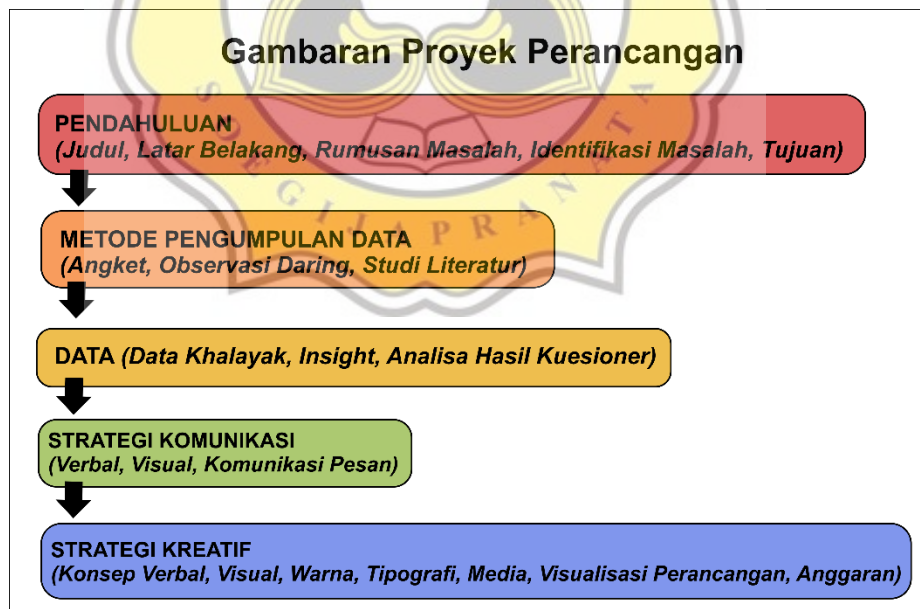 Gambaran Proyek Perancangan
PENDAHULUAN
(Judul, Latar Belakang, Rumusan Masalah, Identifikasi Masalah, Tujuan)
METODE PENGUMPULAN DATA
(Angket, Observasi Daring, Studi Literatur)
DATA (Data Khalayak, Insight, Analisa Hasil Kuesioner)
STRATEGI KOMUNIKASI
(Verbal, Visual, Komunikasi Pesan)
STRATEGI KREATIF
(Konsep Verbal, Visual, Warna, Tipografi, Media, Visualisasi Perancangan, Anggaran)
SOEGIJAPRANATA